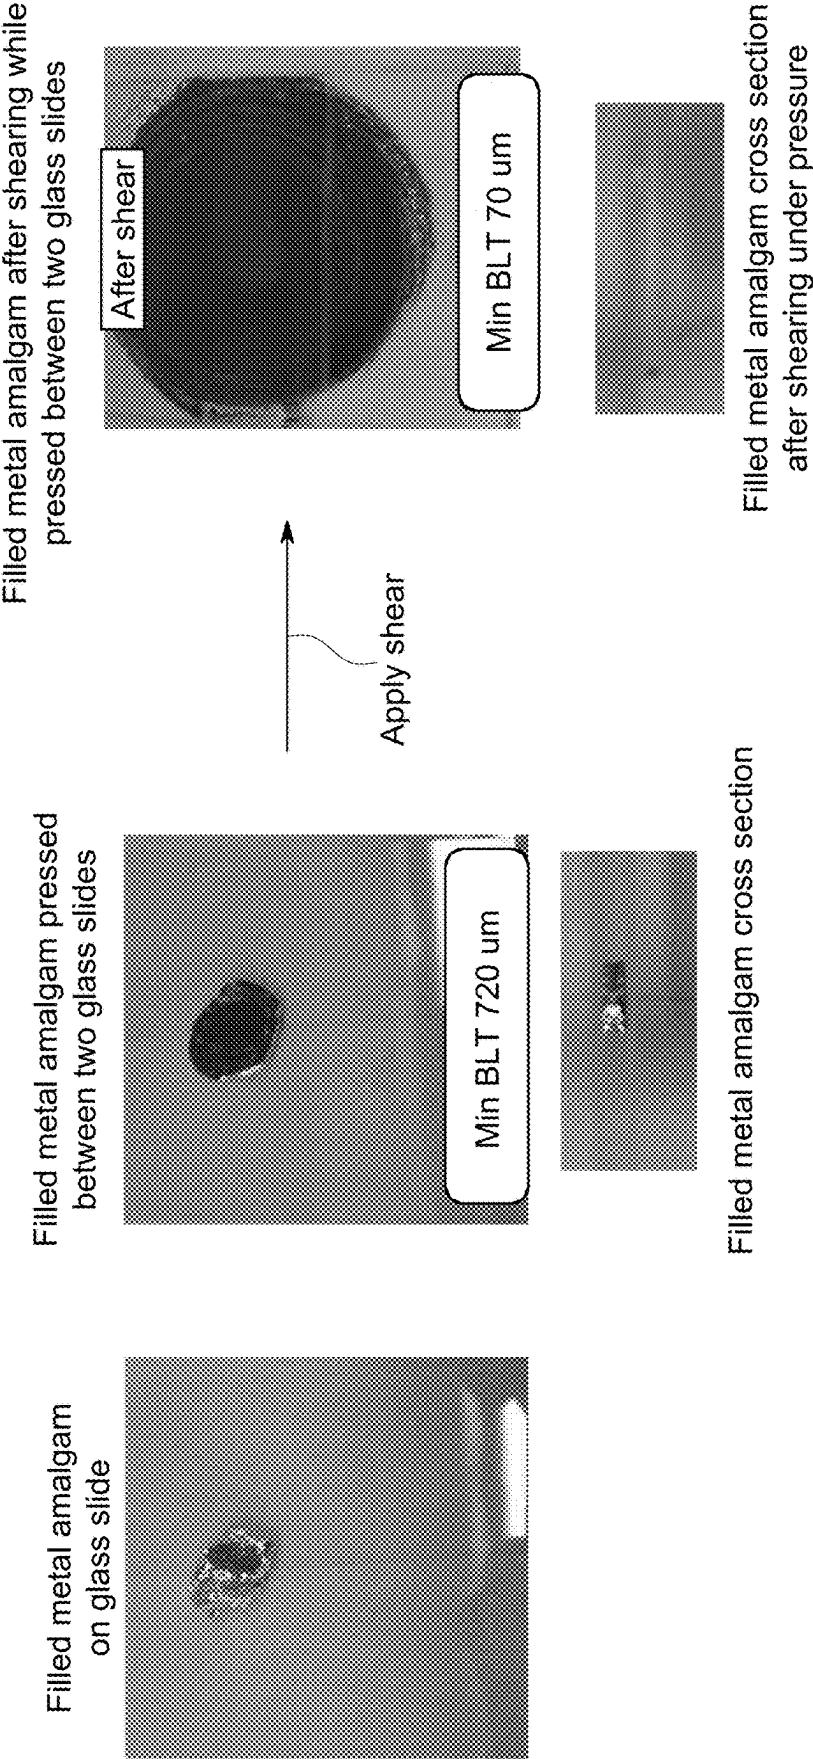 Filled metal amalgam
on glass slide
Filled metal amalgam pressed
between two glass slides
Min BLT 720 um
Filled metal amalgam cross section
Apply shear
Filled metal amalgam after shearing while
pressed between two glass slides
After shear
Min BLT 70 um
Filled metal amalgam cross section
after shearing under pressure